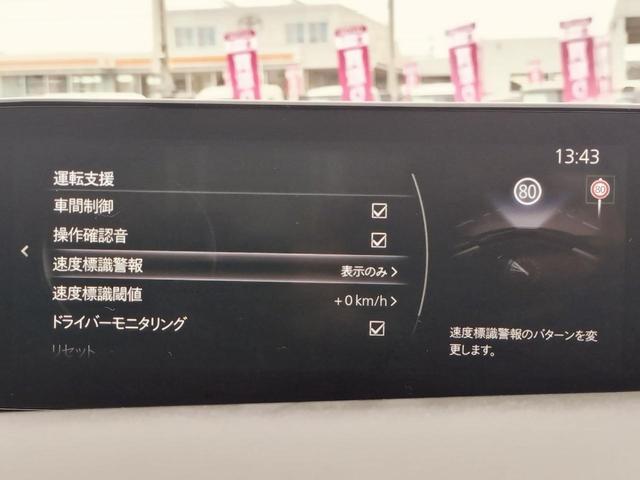 13:43
運転支援
車間制御
操作確認音
速度標識警報 表示のみ
速度標識閾値 +0 km/h
ドライバーモニタリング
リセット
80
80
速度標識警報のパターンを変
更します。